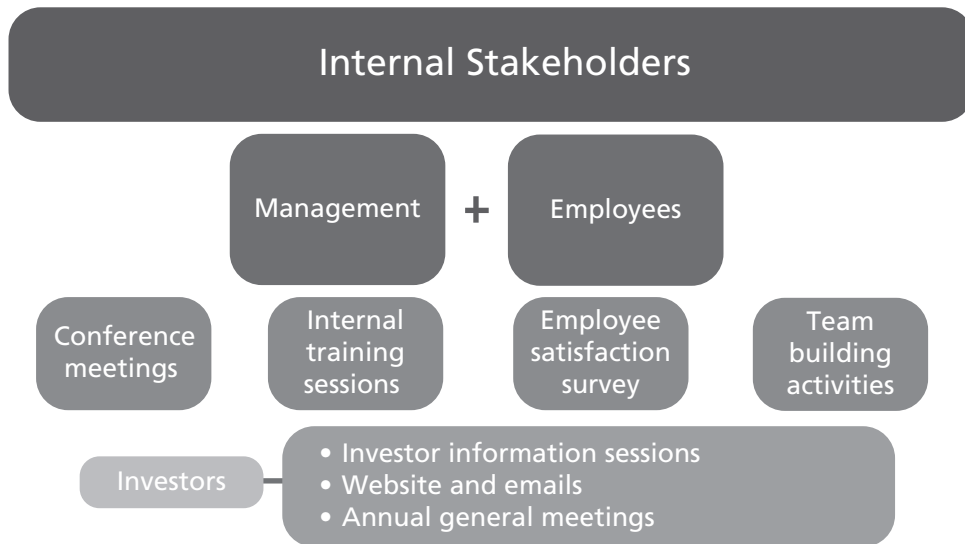 Internal Stakeholders
Management
+
Employees
Conference
meetings
Internal
training
sessions
Employee
satisfaction
survey
Team
building
activities
Investors
• Investor information sessions
• Website and emails
• Annual general meetings